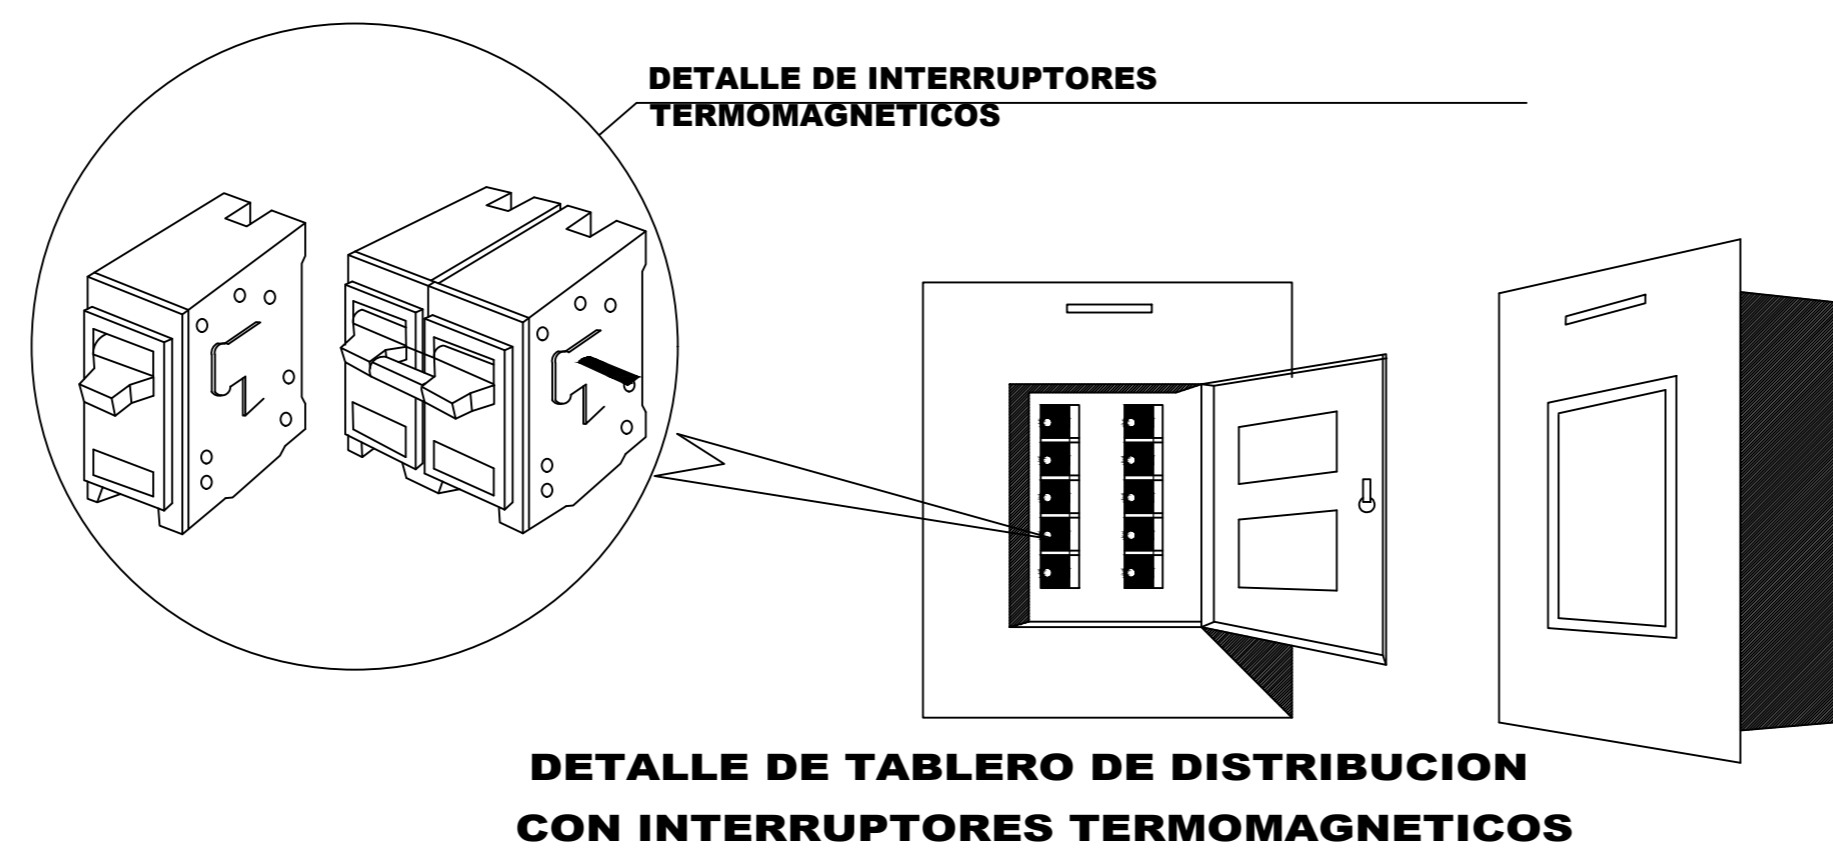 DETALLE DE INTERRUPTORES
TERMOMAGNETICOS
DETALLE DE TABLERO DE DISTRIBUCION
CON INTERRUPTORES TERMOMAGNETICOS